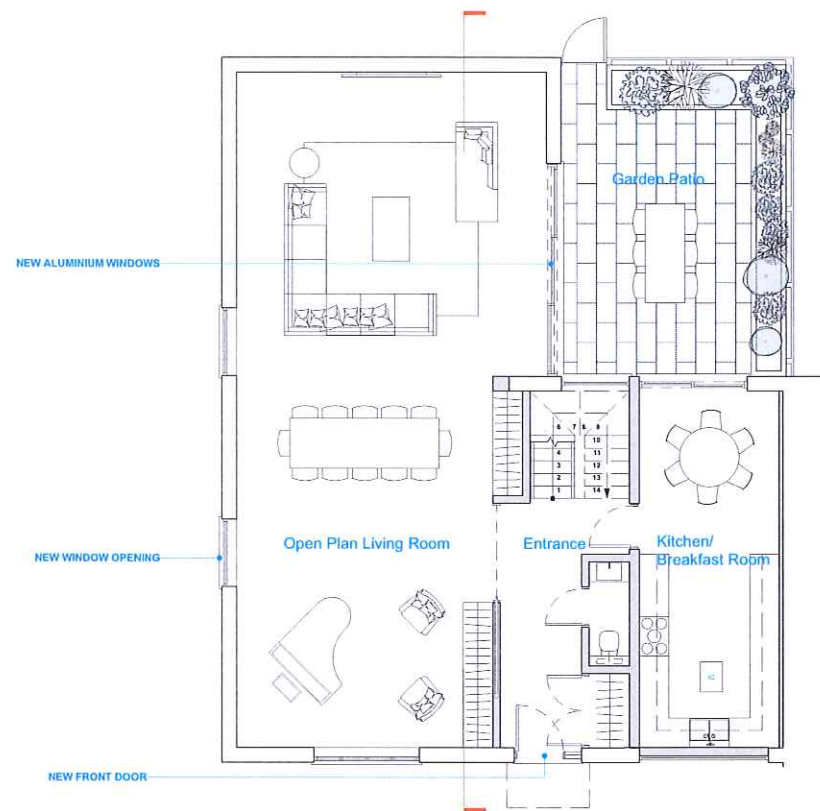 Garden Patio
NEW ALUMINIUM WINDOWS
6 7 8 9
5 10
4 11
3 12
2 13
1 14
Open Plan Living Room
Entrance
Kitchen/
Breakfast Room
NEW WINDOW OPENING
NEW FRONT DOOR